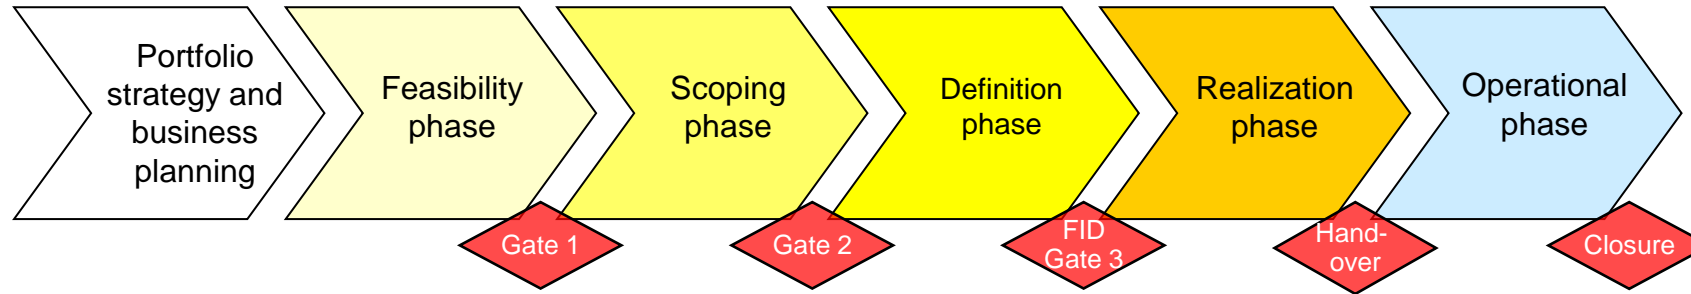 Portfolio
strategy and
business
planning
Feasibility
phase
Scoping
phase
Definition
phase
Realization
phase
Operational
phase
Gate 1
Gate 2
FID
Gate 3
Hand-
over
Closure